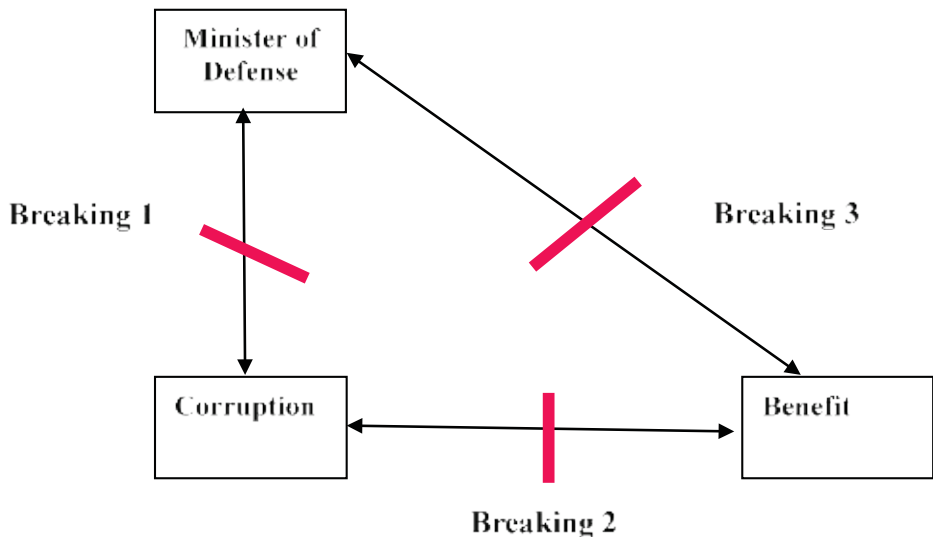 Minister of
Defense
Breaking 1
Breaking 3
Corruption
Benefit
Breaking 2